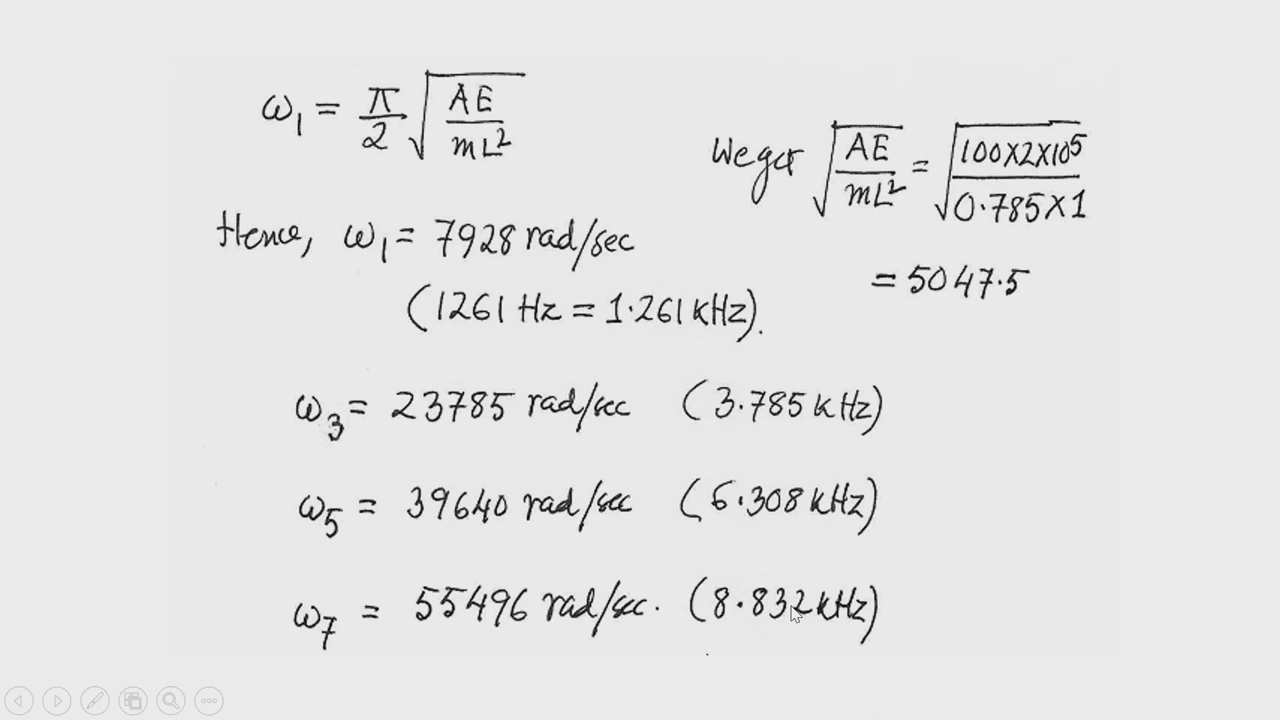 ω₁ = π/2 √(AE/mL²)
We get √(AE/mL²) = √(100×2×10⁵/0.785×1)
= 5047.5
Hence, ω₁ = 7928 rad/sec
(1261 Hz = 1.261 kHz).
ω₃ = 23785 rad/sec (3.785 kHz)
ω₅ = 39640 rad/sec (6.308 kHz)
ω₇ = 55496 rad/sec. (8.832 kHz)